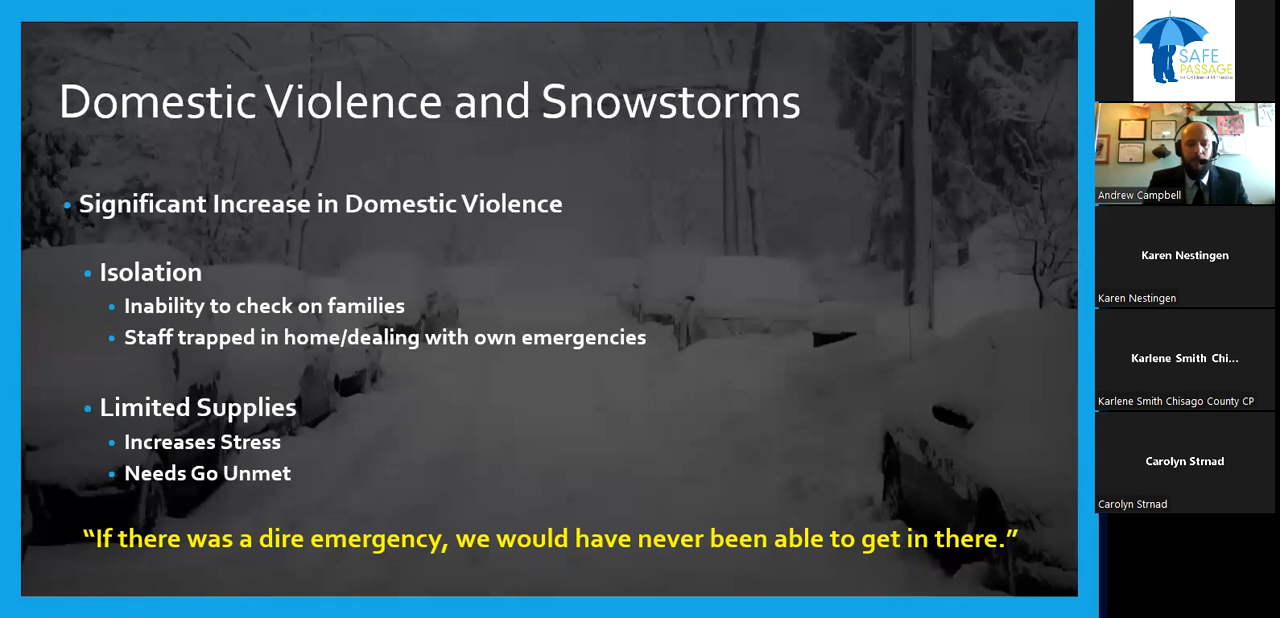 Domestic Violence and Snowstorms
• Significant Increase in Domestic Violence
• Isolation
• Inability to check on families
• Staff trapped in home/dealing with own emergencies
• Limited Supplies
• Increases Stress
• Needs Go Unmet
“If there was a dire emergency, we would have never been able to get in there.”
SAFE
PASSAGE
Andrew Campbell
Karen Nestingen
Karen Nestingen
Karlene Smith Chi...
Karlene Smith Chisago County CP
Carolyn Strnad
Carolyn Strnad